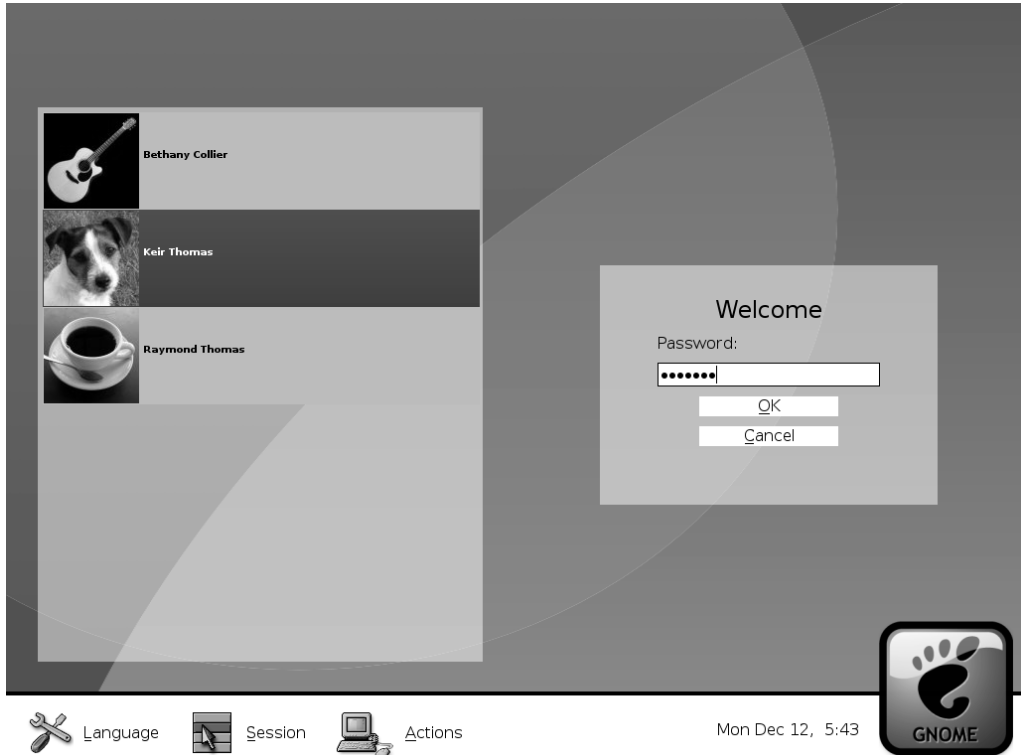 Bethany Collier
Keir Thomas
Raymond Thomas
Welcome
Password:
•••••••
OK
Cancel
Language
Session
Actions
Mon Dec 12, 5:43
GNOME